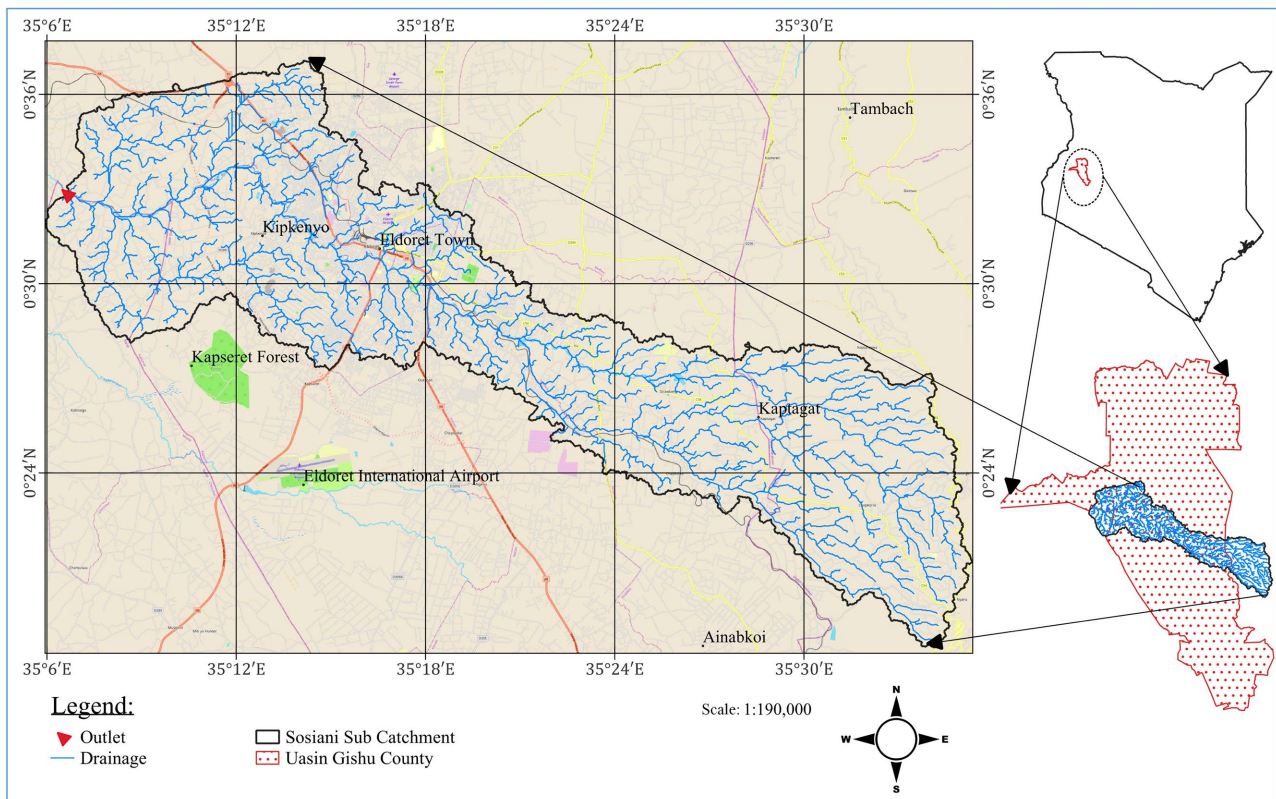 35°6′E 35°12′E 35°18′E 35°24′E 35°30′E
0°36′N
0°36′N
Tambach
Kipkenyo
Eldoret Town
0°30′N
0°30′N
Kapseret Forest
Kaptagat
0°24′N
0°24′N
Eldoret International Airport
Ainabkoi
35°6′E 35°12′E 35°18′E 35°24′E 35°30′E
Legend:
Outlet
Drainage
Sosiani Sub Catchment
Uasin Gishu County
Scale: 1:190,000
N
W E
S